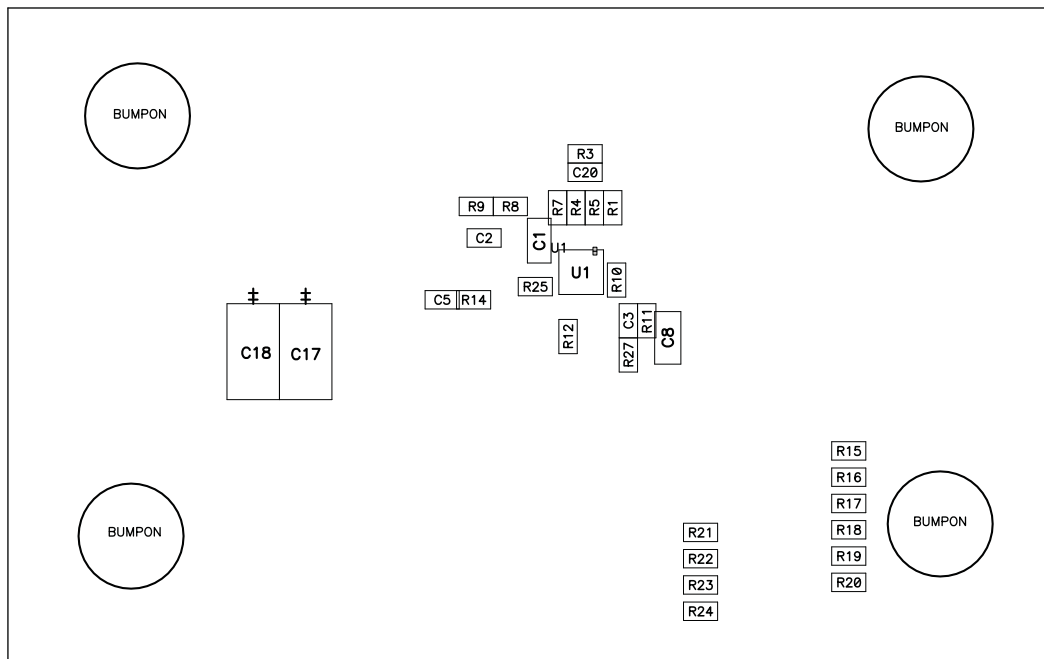 BUMPON
BUMPON
R3
C20
R9 R8 R7 R4 R5 R1
C2 C1 U1
U1
R25 R10
C5 R14
C18 C17 R12 C3 R11 C8
R27
R15
R16
R17
BUMPON
R18
BUMPON
R21
R22
R19
R23
R20
R24